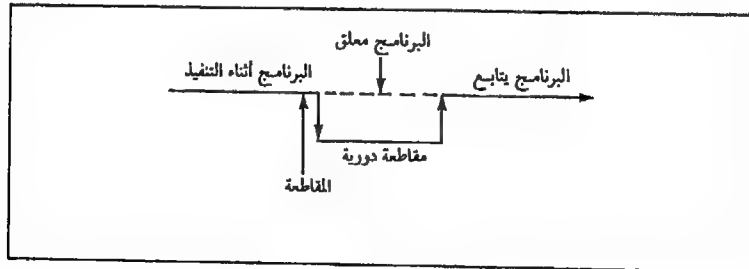 البرنامج معلق
البرنامج أثناء التنفيذ
البرنامج يتابع
مقاطعة دورية
المقاطعة